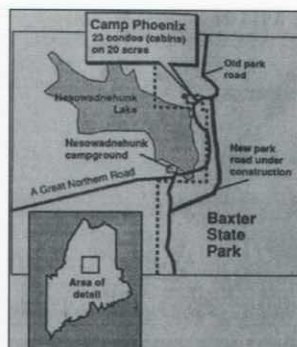 Camp Phoenix
23 condos (cabins)
on 20 acres
Old park
road
Nesowadnehunk
Lake
Nesowadnehunk
campground
New park
road under
construction
A Great Northern Road
Baxter
State
Park
Area of
detail